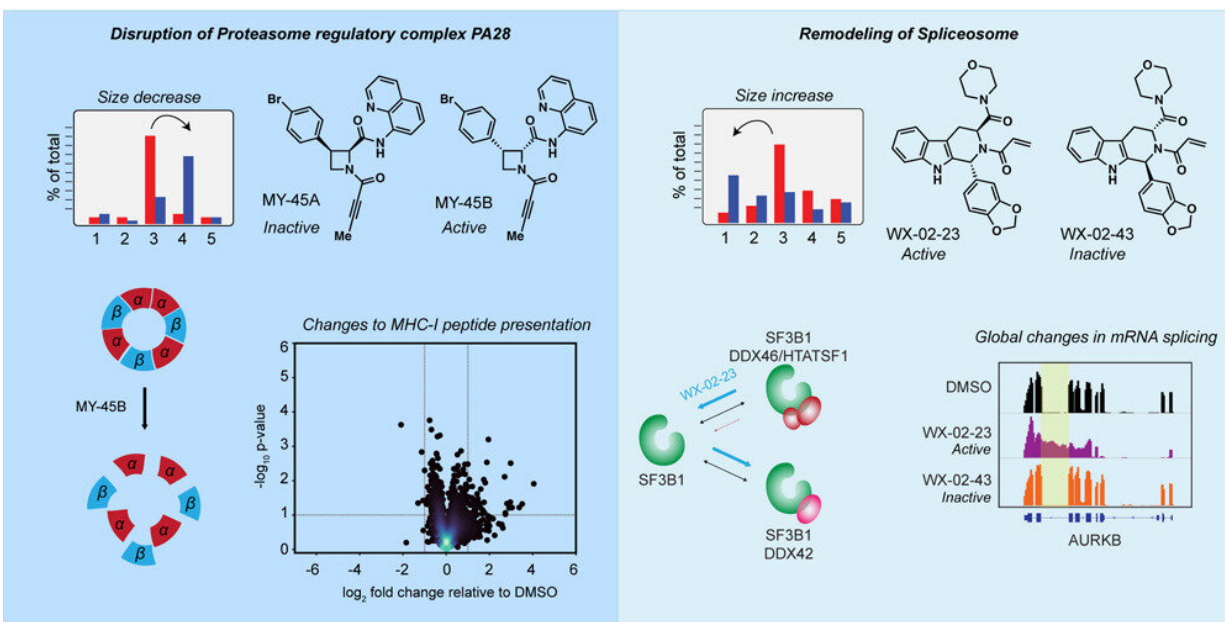 Disruption of Proteasome regulatory complex PA28
Size decrease
% of total
1 2 3 4 5
Br
N
O
N
H
N
O
Me
MY-45A
Inactive
Br
N
O
N
H
N
O
Me
MY-45B
Active
α α
β β
α α
β
MY-45B
α α
β β
α α
β
Changes to MHC-I peptide presentation
-log10 p-value
6
5
4
3
2
1
0
-6 -4 -2 0 2 4 6
log2 fold change relative to DMSO
Remodeling of Spliceosome
Size increase
% of total
1 2 3 4 5
O
N
O
N
O
NH
O
O
WX-02-23
Active
O
N
O
N
O
NH
O
O
WX-02-43
Inactive
SF3B1
DDX46/HTATSF1
WX-02-23
SF3B1
SF3B1
DDX42
Global changes in mRNA splicing
DMSO
WX-02-23
Active
WX-02-43
Inactive
AURKB